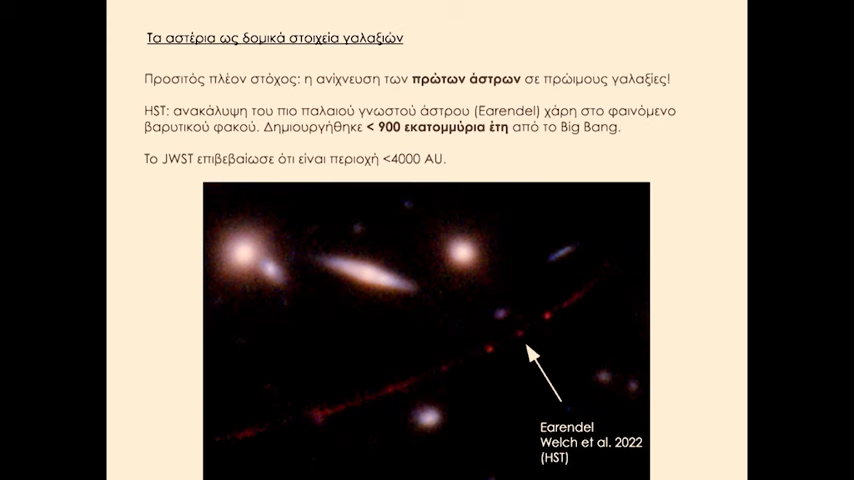 Τα αστέρια ως δομικά στοιχεία γαλαξιών
Προσιτός πλέον στόχος: η ανίχνευση των πρώτων άστρων σε πρώιμους γαλαξίες!
HST: ανακάλυψη του πιο παλαιού γνωστού άστρου (Earendel) χάρη στο φαινόμενο
βαρυτικού φακού. Δημιουργήθηκε < 900 εκατομμύρια έτη από το Big Bang.
Το JWST επιβεβαίωσε ότι είναι περιοχή <4000 AU.
Earendel
Welch et al. 2022
(HST)